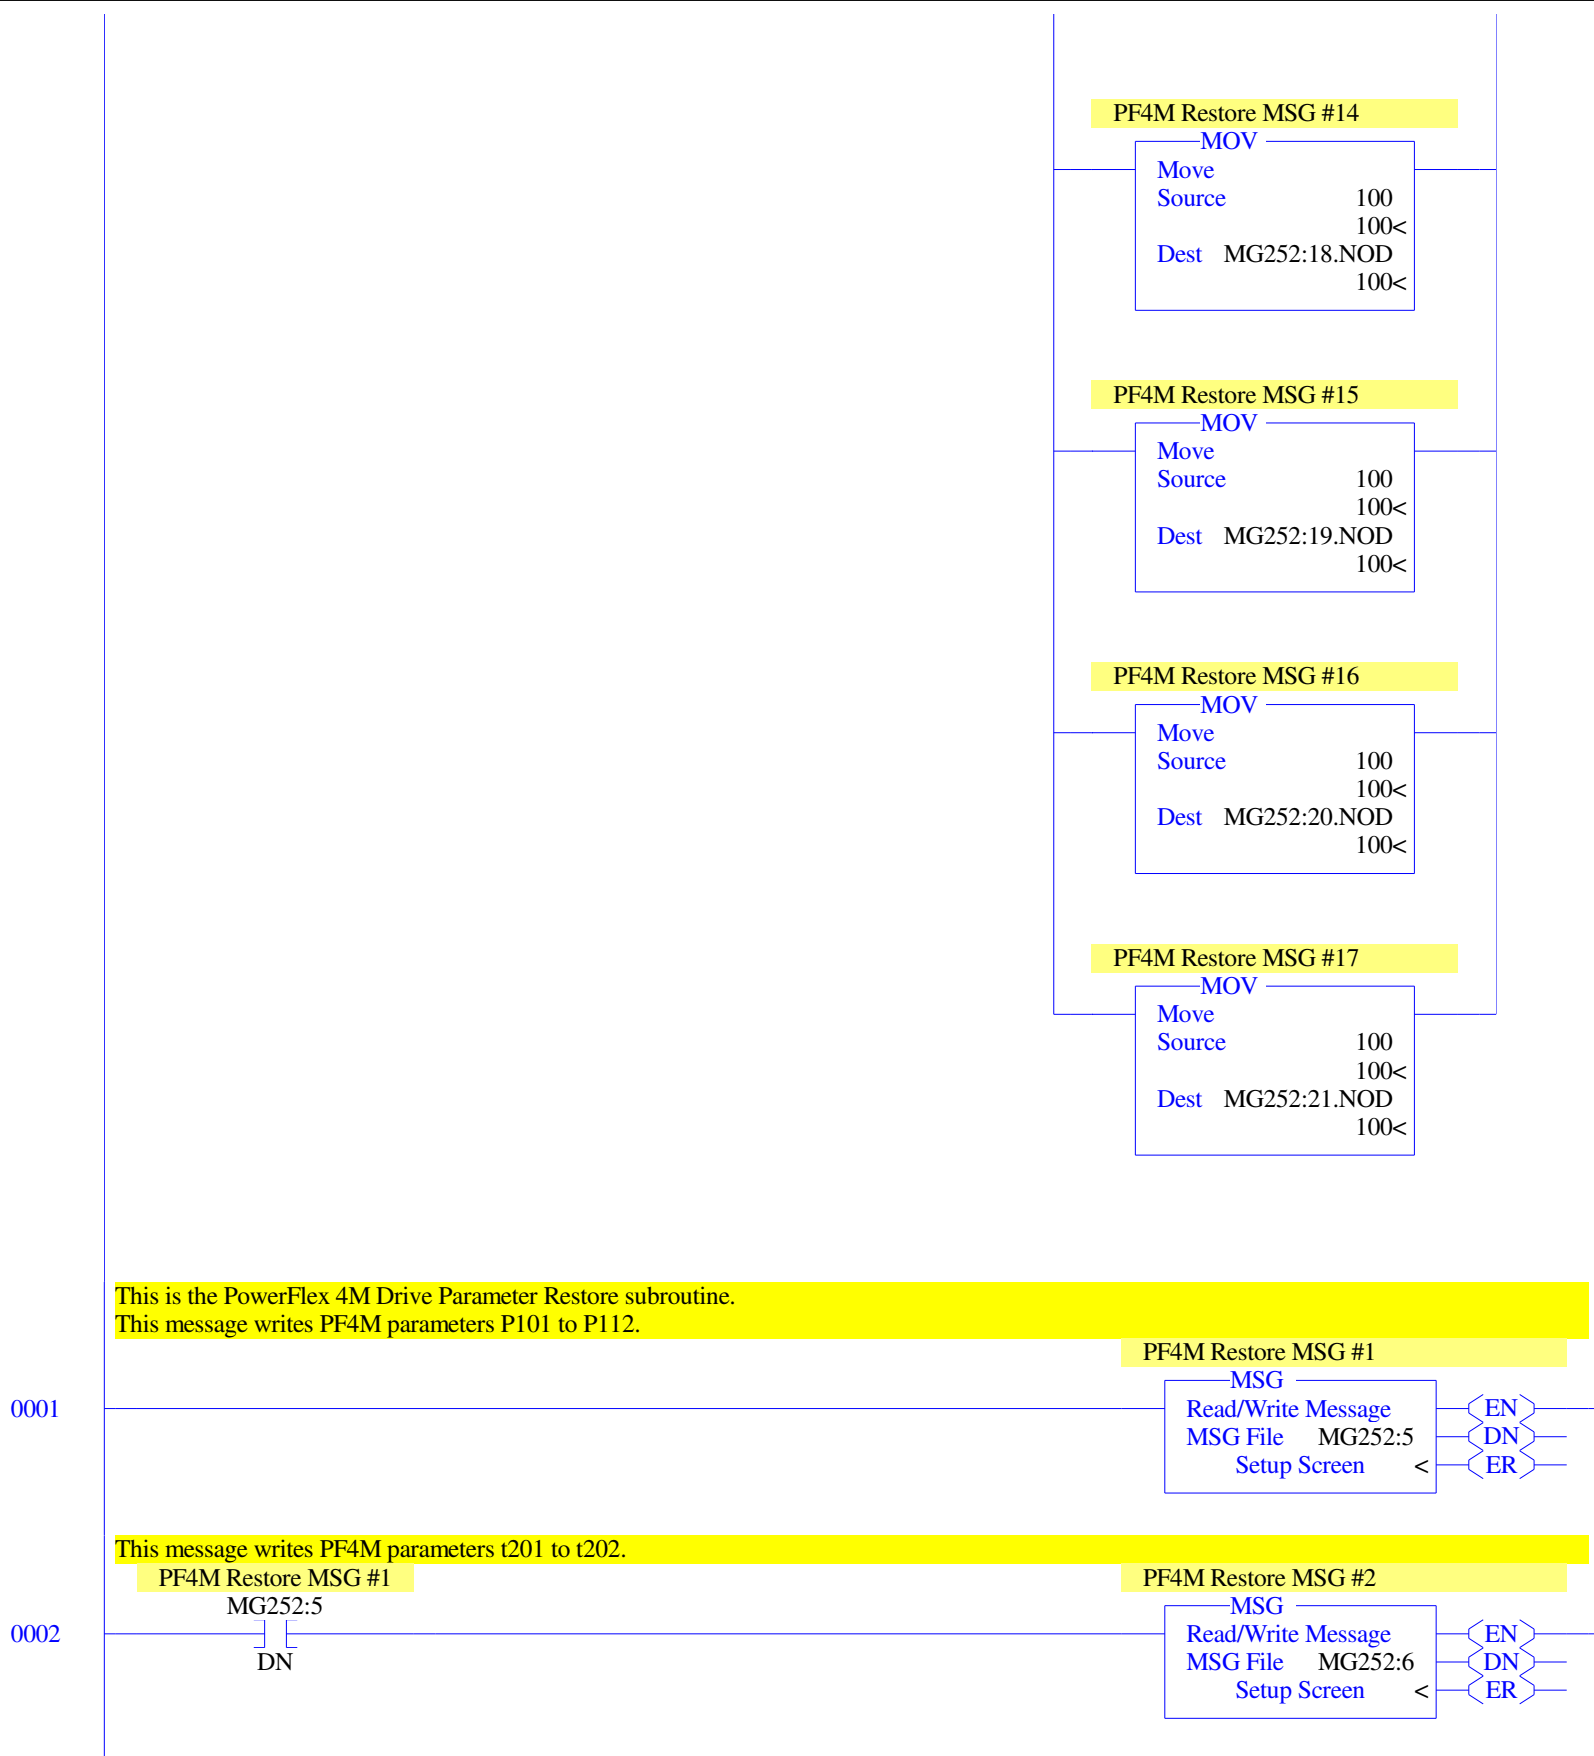 PF4M Restore MSG #14
MOV
Move
Source 100
100<
Dest MG252:18.NOD
100<
PF4M Restore MSG #15
MOV
Move
Source 100
100<
Dest MG252:19.NOD
100<
PF4M Restore MSG #16
MOV
Move
Source 100
100<
Dest MG252:20.NOD
100<
PF4M Restore MSG #17
MOV
Move
Source 100
100<
Dest MG252:21.NOD
100<
This is the PowerFlex 4M Drive Parameter Restore subroutine.
This message writes PF4M parameters P101 to P112.
PF4M Restore MSG #1
MSG
0001 Read/Write Message EN
MSG File MG252:5 DN
Setup Screen < ER
This message writes PF4M parameters t201 to t202.
PF4M Restore MSG #1 PF4M Restore MSG #2
MG252:5 MSG
0002 Read/Write Message EN
DN MSG File MG252:6 DN
Setup Screen < ER